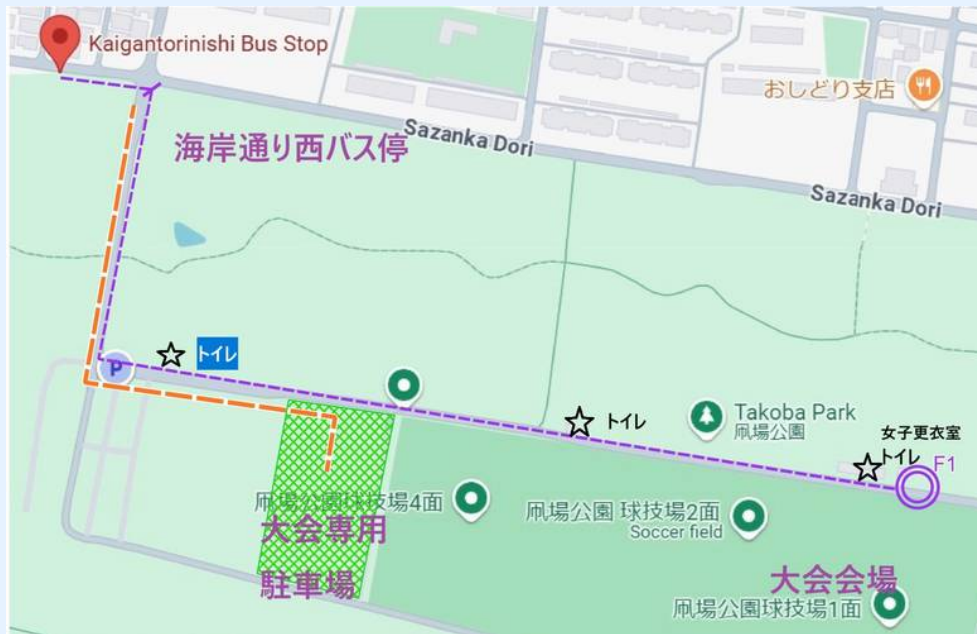 Kaigantorinishi Bus Stop
おしどり支店
海岸通り西バス停
Sazanka Dori
Sazanka Dori
トイレ
P
トイレ
Takoba Park
凧場公園
女子更衣室
トイレ
F1
凧場公園球技場4面
大会専用
駐車場
凧場公園 球技場2面
Soccer field
大会会場
凧場公園球技場1面